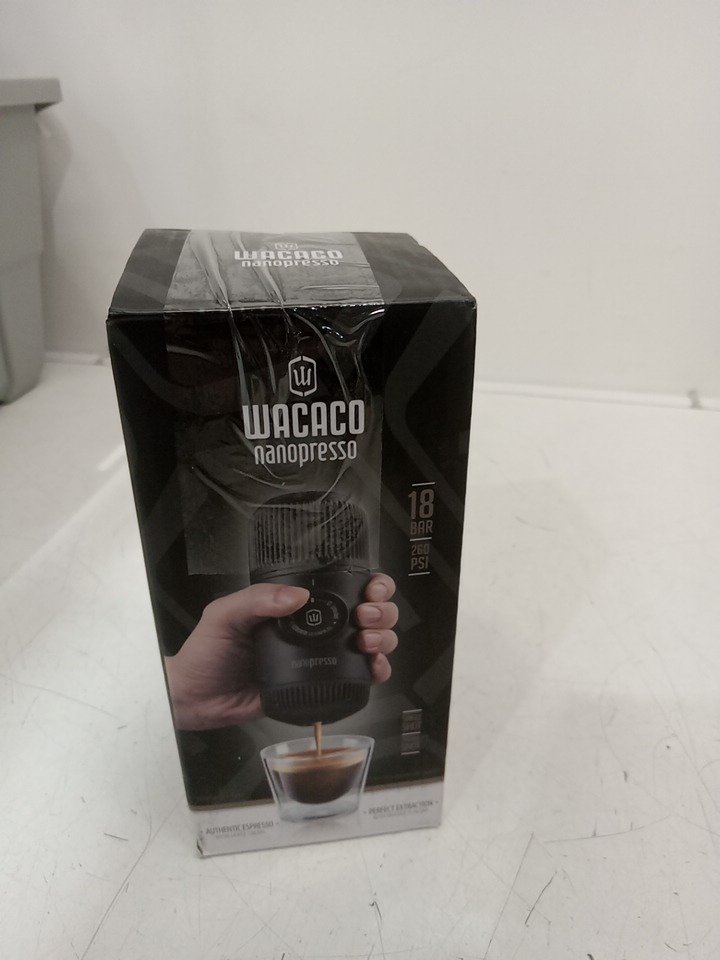 WACACO
nanopresso
WACACO
nanopresso
18
BAR
260
PSI
nanopresso
AUTHENTIC ESPRESSO
PERFECT EXTRACTION